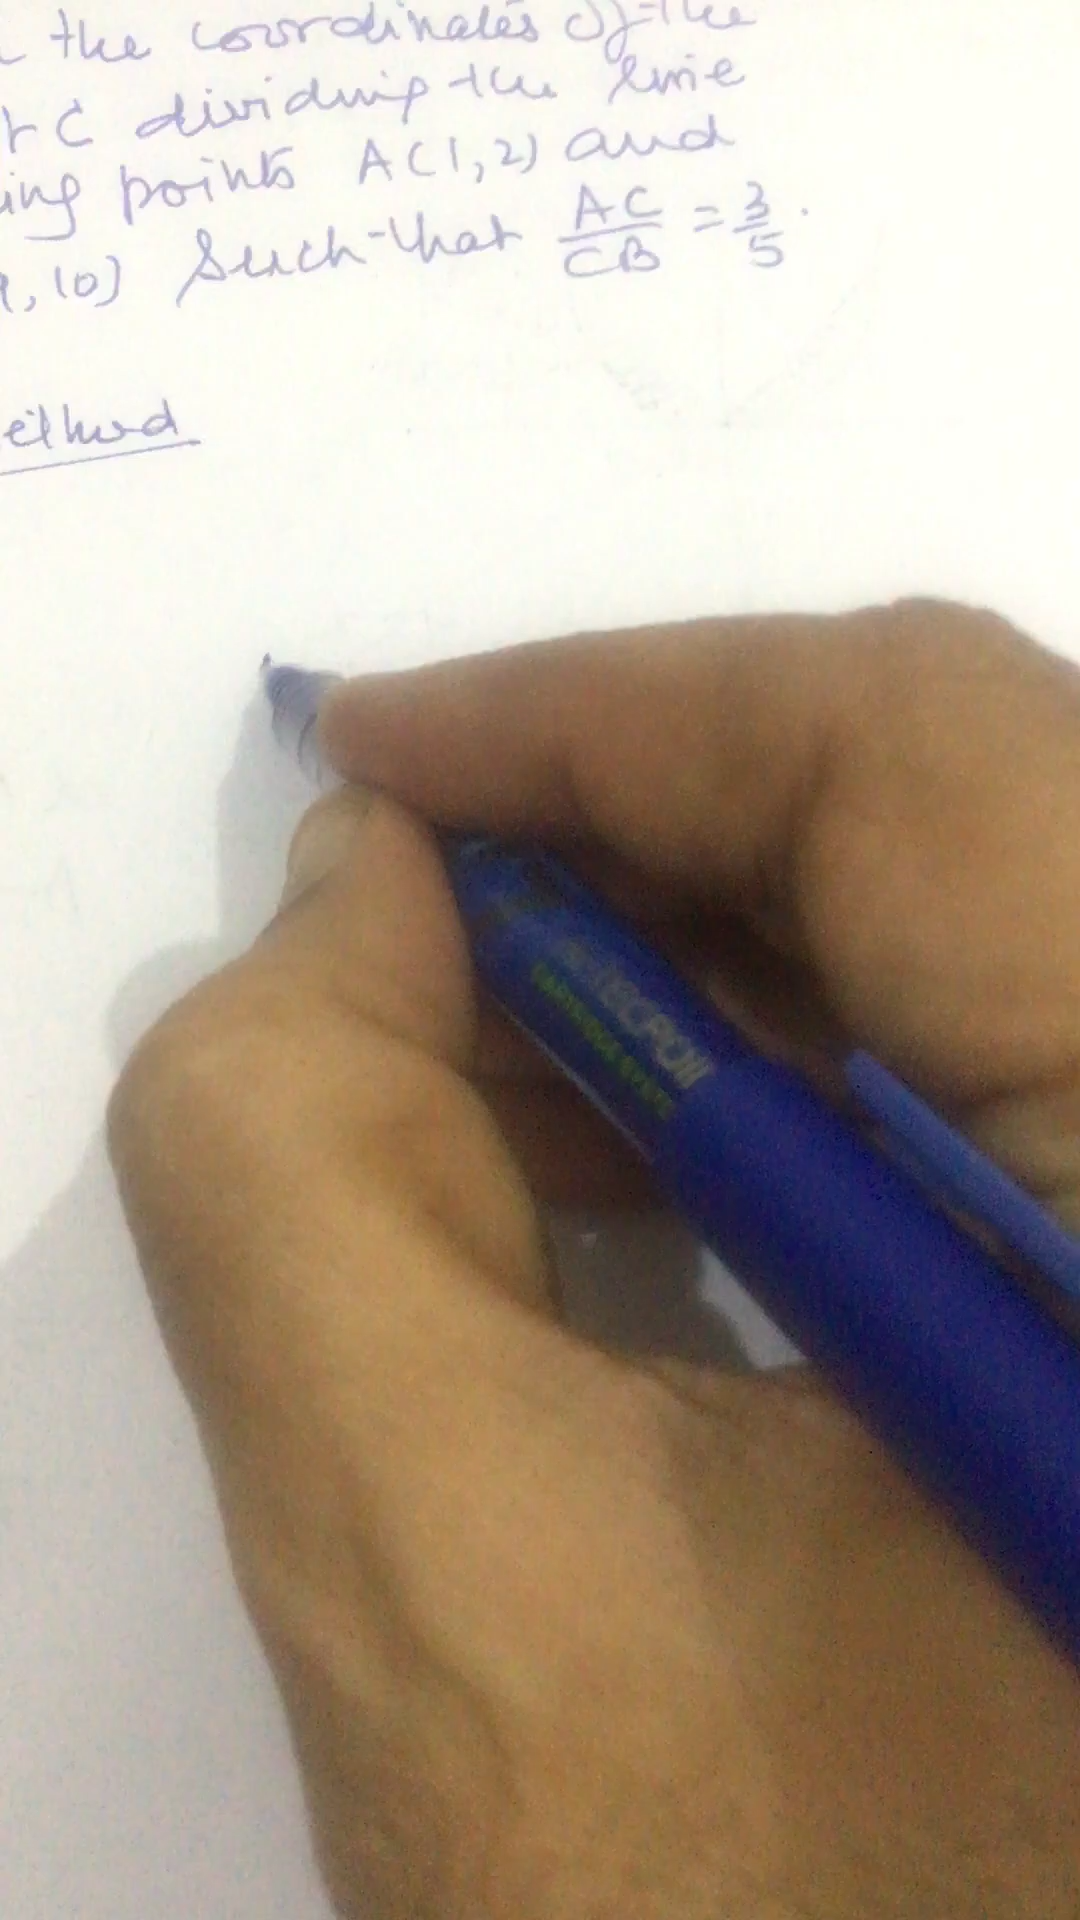 the coordinates of the
C dividing the line
ing points A(1,2) and
, 10) Such that AC/CB = 3/5.
ethod